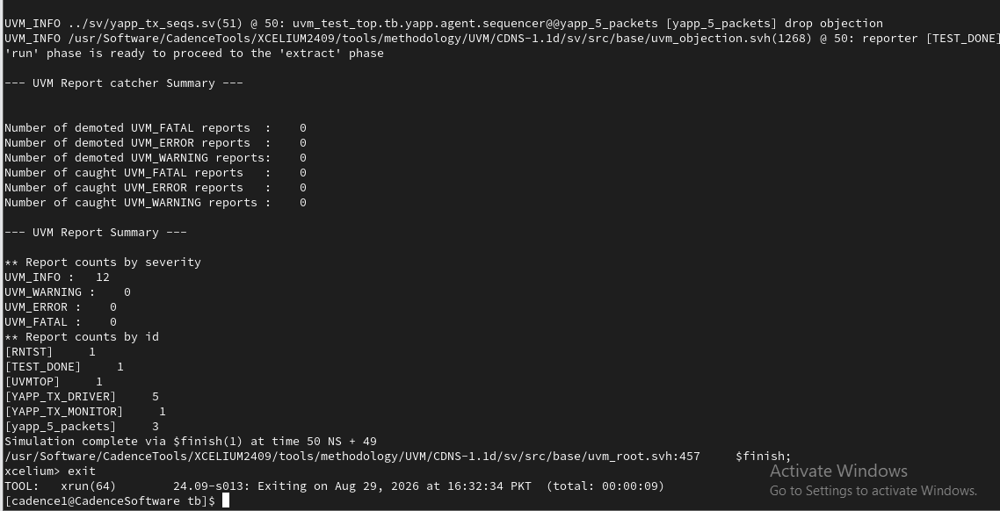 UVM_INFO ../sv/yapp_tx_seqs.sv(51) @ 50: uvm_test_top.tb.yapp.agent.sequencer@@yapp_5_packets [yapp_5_packets] drop objection
UVM_INFO /usr/Software/CadenceTools/XCELIUM2409/tools/methodology/UVM/CDNS-1.1d/sv/src/base/uvm_objection.svh(1268) @ 50: reporter [TEST_DONE]
'run' phase is ready to proceed to the 'extract' phase
--- UVM Report catcher Summary ---
Number of demoted UVM_FATAL reports  :    0
Number of demoted UVM_ERROR reports  :    0
Number of demoted UVM_WARNING reports:    0
Number of caught UVM_FATAL reports   :    0
Number of caught UVM_ERROR reports   :    0
Number of caught UVM_WARNING reports :    0
--- UVM Report Summary ---
** Report counts by severity
UVM_INFO :   12
UVM_WARNING :    0
UVM_ERROR :    0
UVM_FATAL :    0
** Report counts by id
[RNTST]     1
[TEST_DONE]     1
[UVMTOP]     1
[YAPP_TX_DRIVER]     5
[YAPP_TX_MONITOR]     1
[yapp_5_packets]     3
Simulation complete via $finish(1) at time 50 NS + 49
/usr/Software/CadenceTools/XCELIUM2409/tools/methodology/UVM/CDNS-1.1d/sv/src/base/uvm_root.svh:457     $finish;
xcelium> exit
TOOL:   xrun(64)        24.09-s013: Exiting on Aug 29, 2026 at 16:32:34 PKT  (total: 00:00:09)
[cadence1@CadenceSoftware tb]$
Activate Windows
Go to Settings to activate Windows.